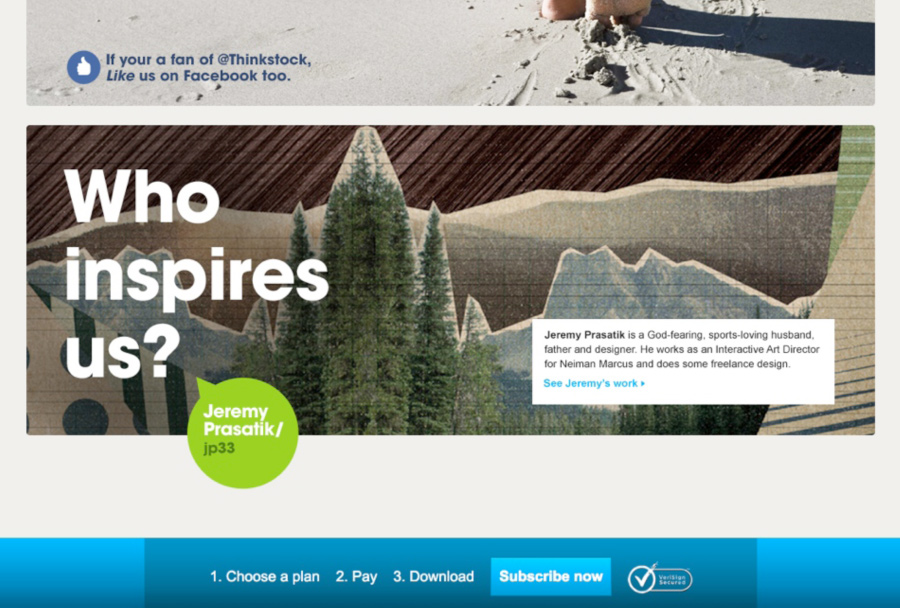 If your a fan of @Thinkstock,
Like us on Facebook too.
Who
inspires
us?
Jeremy Prasatik is a God-fearing, sports-loving husband,
father and designer. He works as an Interactive Art Director
for Neiman Marcus and does some freelance design.
See Jeremy's work
Jeremy
Prasatik/
jp33
1. Choose a plan 2. Pay 3. Download Subscribe now
VeriSign
Secured